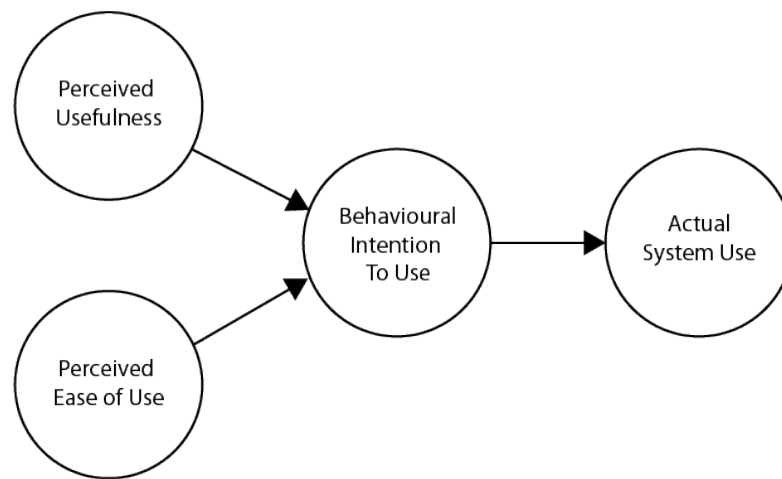 Perceived
Usefulness
Behavioural
Intention
To Use
Actual
System Use
Perceived
Ease of Use